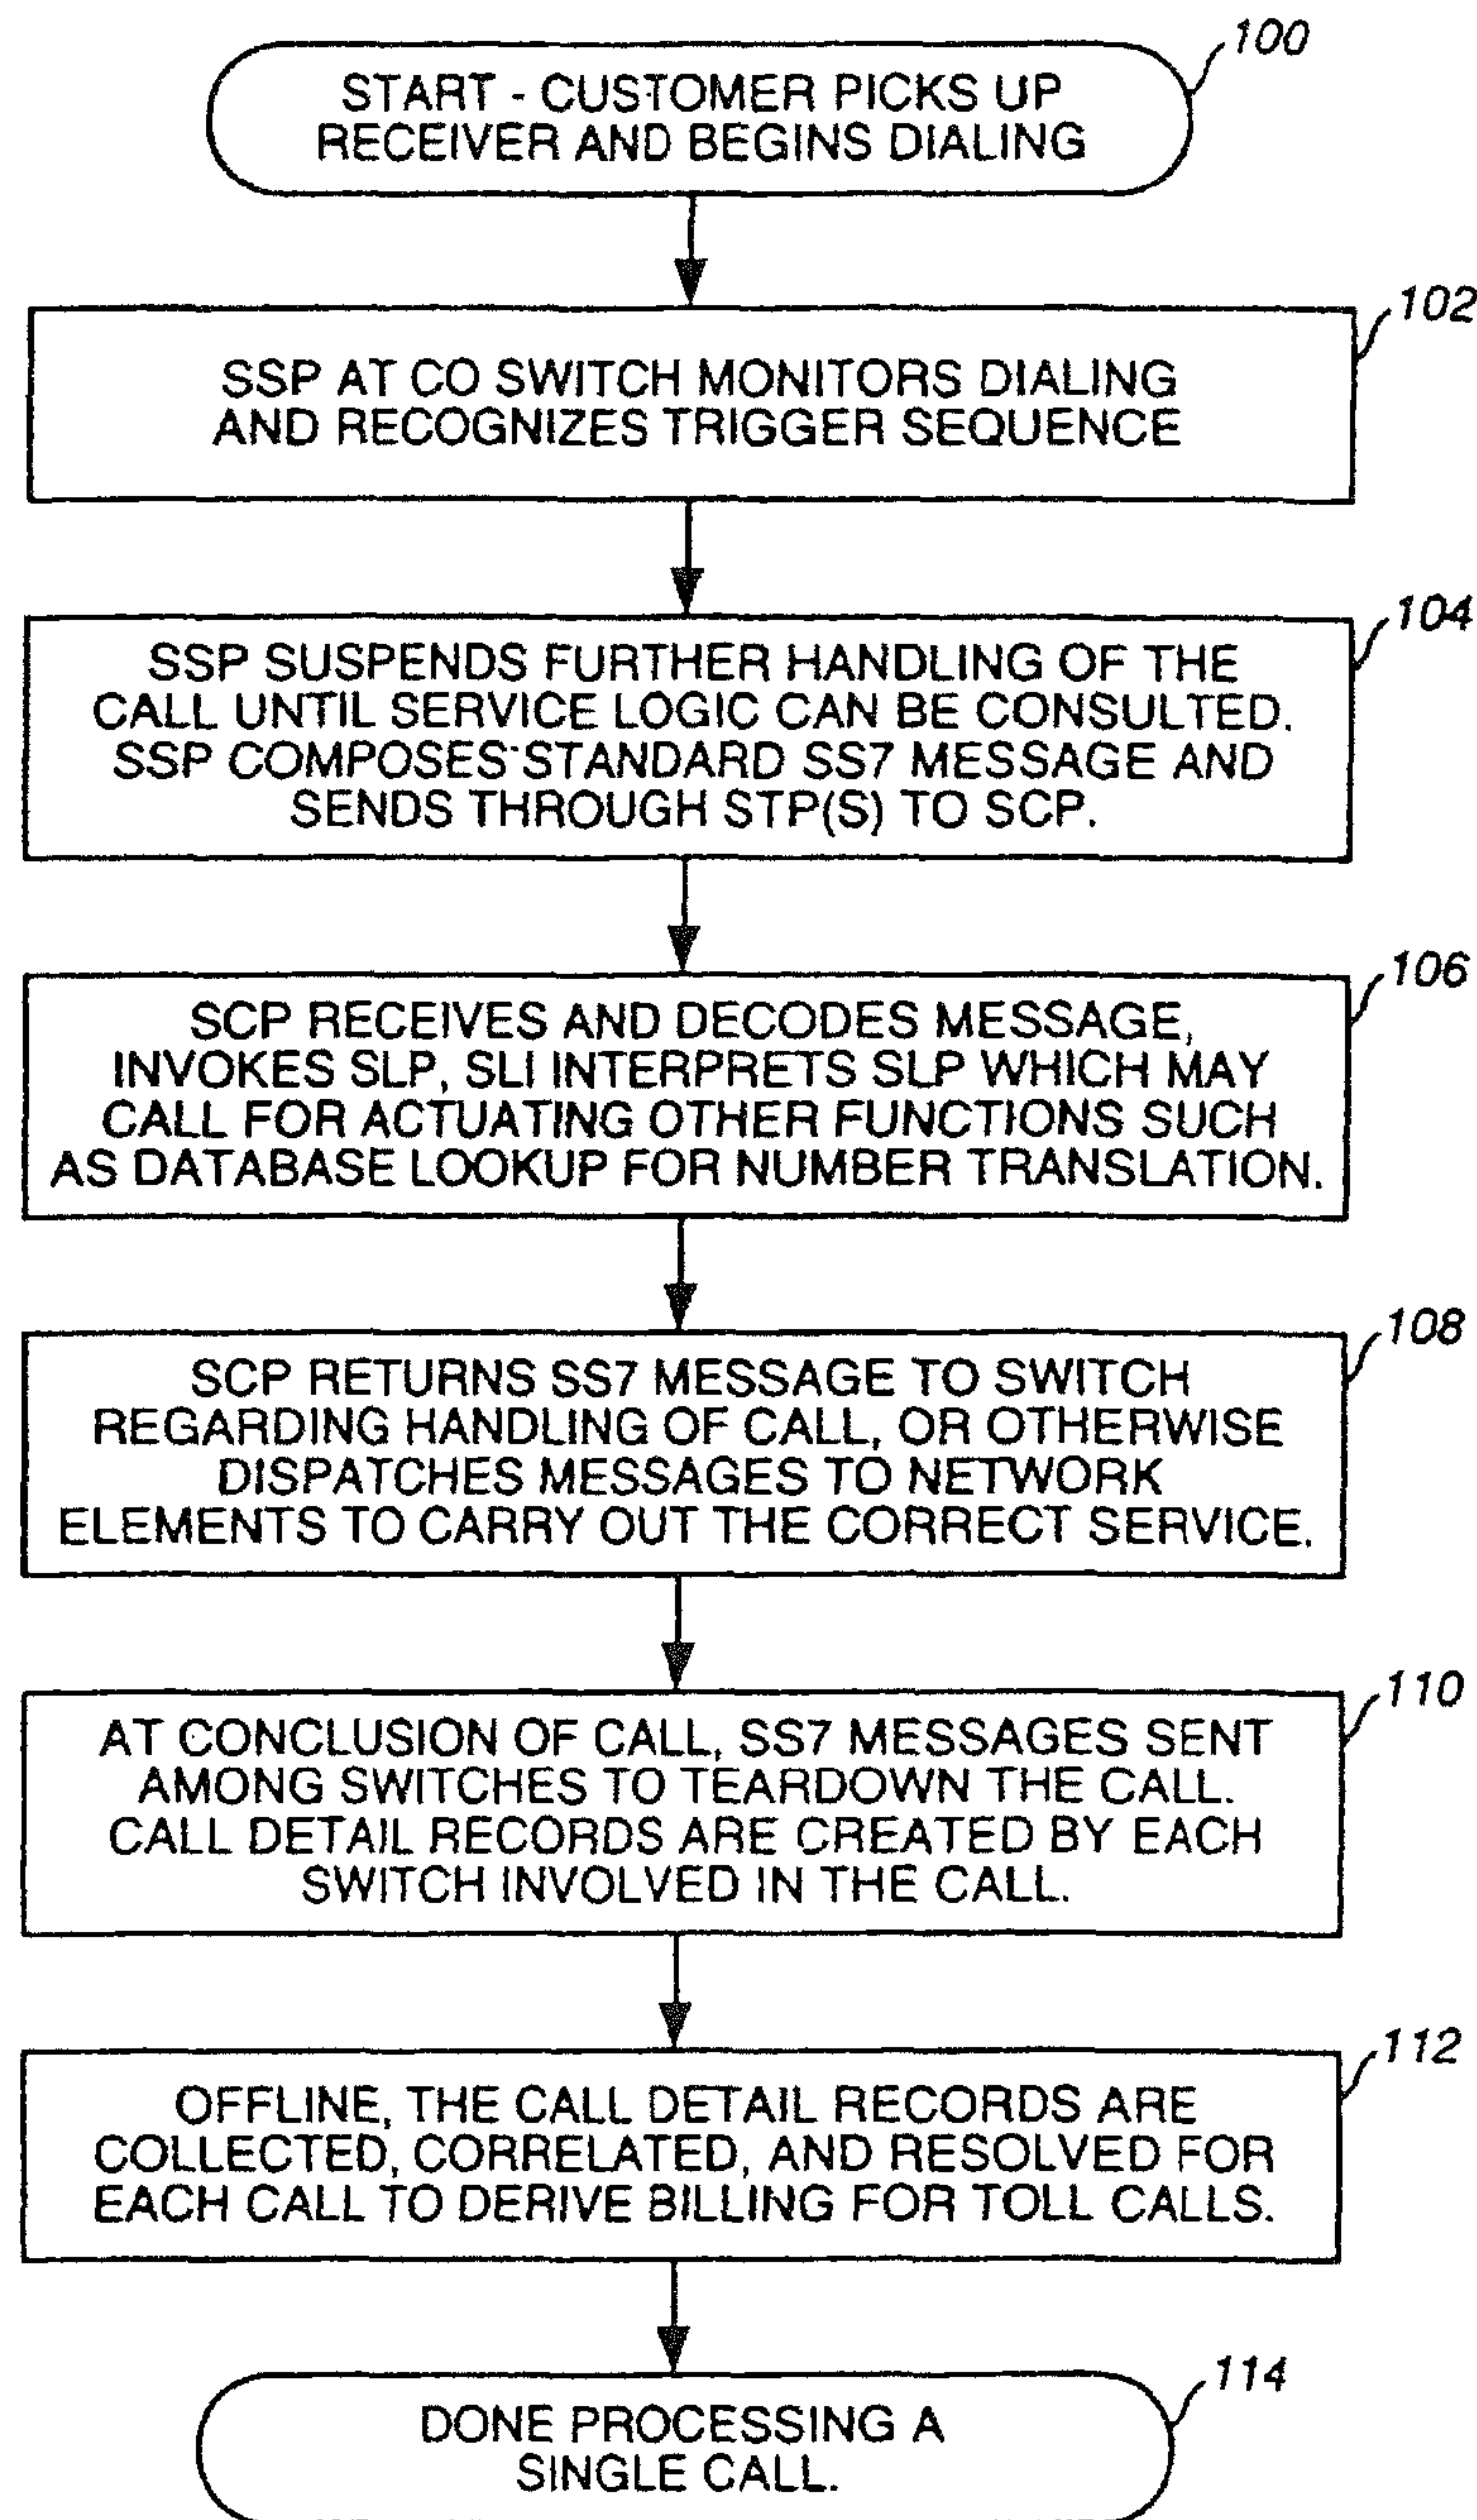 100
START - CUSTOMER PICKS UP
RECEIVER AND BEGINS DIALING
102
SSP AT CO SWITCH MONITORS DIALING
AND RECOGNIZES TRIGGER SEQUENCE
104
SSP SUSPENDS FURTHER HANDLING OF THE
CALL UNTIL SERVICE LOGIC CAN BE CONSULTED.
SSP COMPOSES STANDARD SS7 MESSAGE AND
SENDS THROUGH STP(S) TO SCP.
106
SCP RECEIVES AND DECODES MESSAGE,
INVOKES SLP, SLI INTERPRETS SLP WHICH MAY
CALL FOR ACTUATING OTHER FUNCTIONS SUCH
AS DATABASE LOOKUP FOR NUMBER TRANSLATION.
108
SCP RETURNS SS7 MESSAGE TO SWITCH
REGARDING HANDLING OF CALL, OR OTHERWISE
DISPATCHES MESSAGES TO NETWORK
ELEMENTS TO CARRY OUT THE CORRECT SERVICE.
110
AT CONCLUSION OF CALL, SS7 MESSAGES SENT
AMONG SWITCHES TO TEARDOWN THE CALL.
CALL DETAIL RECORDS ARE CREATED BY EACH
SWITCH INVOLVED IN THE CALL.
112
OFFLINE, THE CALL DETAIL RECORDS ARE
COLLECTED, CORRELATED, AND RESOLVED FOR
EACH CALL TO DERIVE BILLING FOR TOLL CALLS.
114
DONE PROCESSING A
SINGLE CALL.